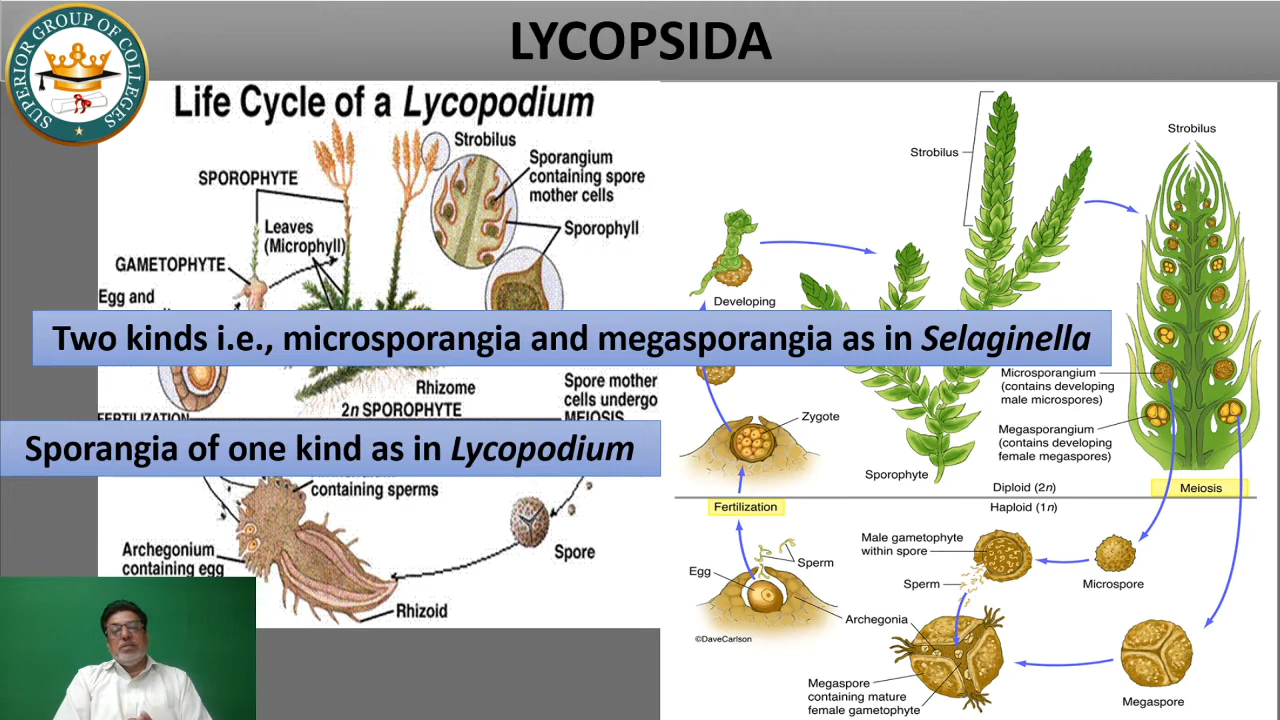 LYCOPSIDA
SUPERIOR GROUP OF COLLEGES
Life Cycle of a Lycopodium
Strobilus
Sporangium
containing spore
mother cells
SPOROPHYTE
Leaves
(Microphyll)
Sporophyll
GAMETOPHYTE
Egg and
Two kinds i.e., microsporangia and megasporangia as in Selaginella
Rhizome
2n SPOROPHYTE
Spore mother
cells undergo
MEIOSIS
FERTILIZATION
Sporangia of one kind as in Lycopodium
containing sperms
Archegonium
containing egg
Spore
Rhizoid
Strobilus
Strobilus
Developing
Microsporangium
(contains developing
male microspores)
Megasporangium
(contains developing
female megaspores)
Zygote
Sporophyte
Diploid (2n)
Meiosis
Fertilization
Haploid (1n)
Male gametophyte
within spore
Sperm
Microspore
Sperm
Egg
Archegonia
©DaveCarlson
Megaspore
containing mature
female gametophyte
Megaspore